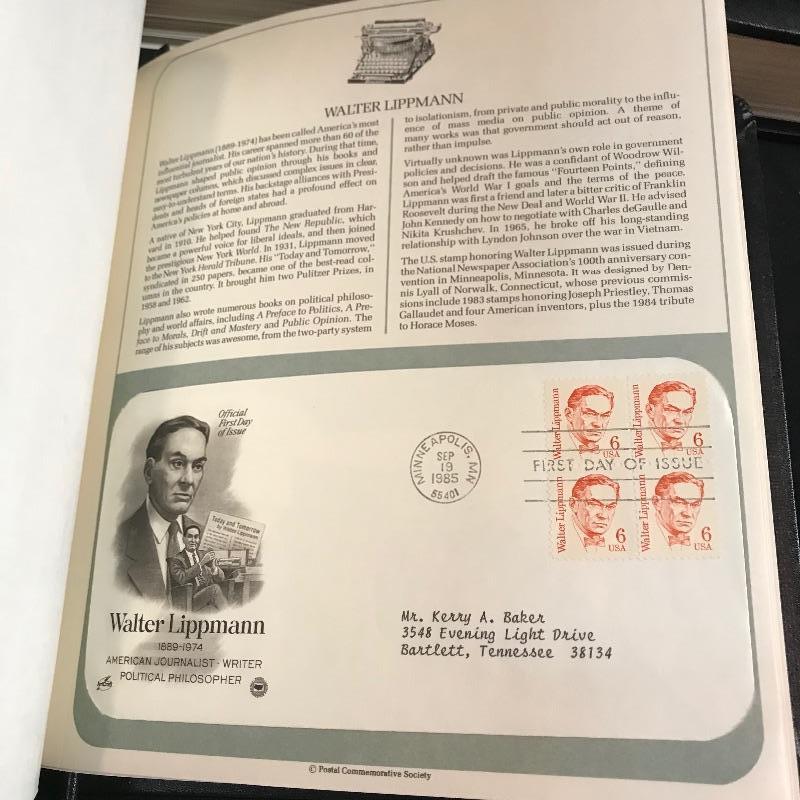 WALTER LIPPMANN
Walter Lippmann (1889-1974) has been called America's most
influential journalist. His career spanned more than 60 of the
most turbulent years of our nation's history. During that time,
Lippmann shaped public opinion through his books and
newspaper columns, which discussed complex issues in clear,
easy-to-understand terms. His backstage alliances with Presi-
dents and heads of foreign states had a profound effect on
America's policies at home and abroad.
A native of New York City, Lippmann graduated from Har-
vard in 1910. He helped found The New Republic, which
became a powerful voice for liberal ideals, and then joined
the prestigious New York World. In 1931, Lippmann moved
to the New York Herald Tribune. His "Today and Tomorrow,"
syndicated in 250 papers, became one of the best-read col-
umns in the country. It brought him two Pulitzer Prizes, in
1958 and 1962.
Lippmann also wrote numerous books on political philoso-
phy and world affairs, including A Preface to Politics, A Pre-
face to Morals, Drift and Mastery and Public Opinion. The
range of his subjects was awesome, from the two-party system
to isolationism, from private and public morality to the influ-
ence of mass media on public opinion. A theme of
many works was that government should act out of reason,
rather than impulse.
Virtually unknown was Lippmann's own role in government
policies and decisions. He was a confidant of Woodrow Wil-
son and helped draft the famous "Fourteen Points," defining
America's World War I goals and the terms of the peace.
Lippmann was first a friend and later a bitter critic of Franklin
Roosevelt during the New Deal and World War II. He advised
John Kennedy on how to negotiate with Charles deGaulle and
Nikita Krushchev. In 1965, he broke off his long-standing
relationship with Lyndon Johnson over the war in Vietnam.
The U.S. stamp honoring Walter Lippmann was issued during
the National Newspaper Association's 100th anniversary con-
vention in Minneapolis, Minnesota. It was designed by Den-
nis Lyall of Norwalk, Connecticut, whose previous commis-
sions include 1983 stamps honoring Joseph Priestley, Thomas
Gallaudet and four American inventors, plus the 1984 tribute
to Horace Moses.
Official
First Day
of Issue
Today and Tomorrow
by Walter Lippmann
Walter Lippmann
1889-1974
AMERICAN JOURNALIST · WRITER
POLITICAL PHILOSOPHER
MINNEAPOLIS, MN
SEP
19
1985
55401
Walter Lippmann
6
USA
Walter Lippmann
6
USA
FIRST DAY OF ISSUE
Walter Lippmann
6
USA
Walter Lippmann
6
USA
Mr. Kerry A. Baker
3548 Evening Light Drive
Bartlett, Tennessee 38134
© Postal Commemorative Society